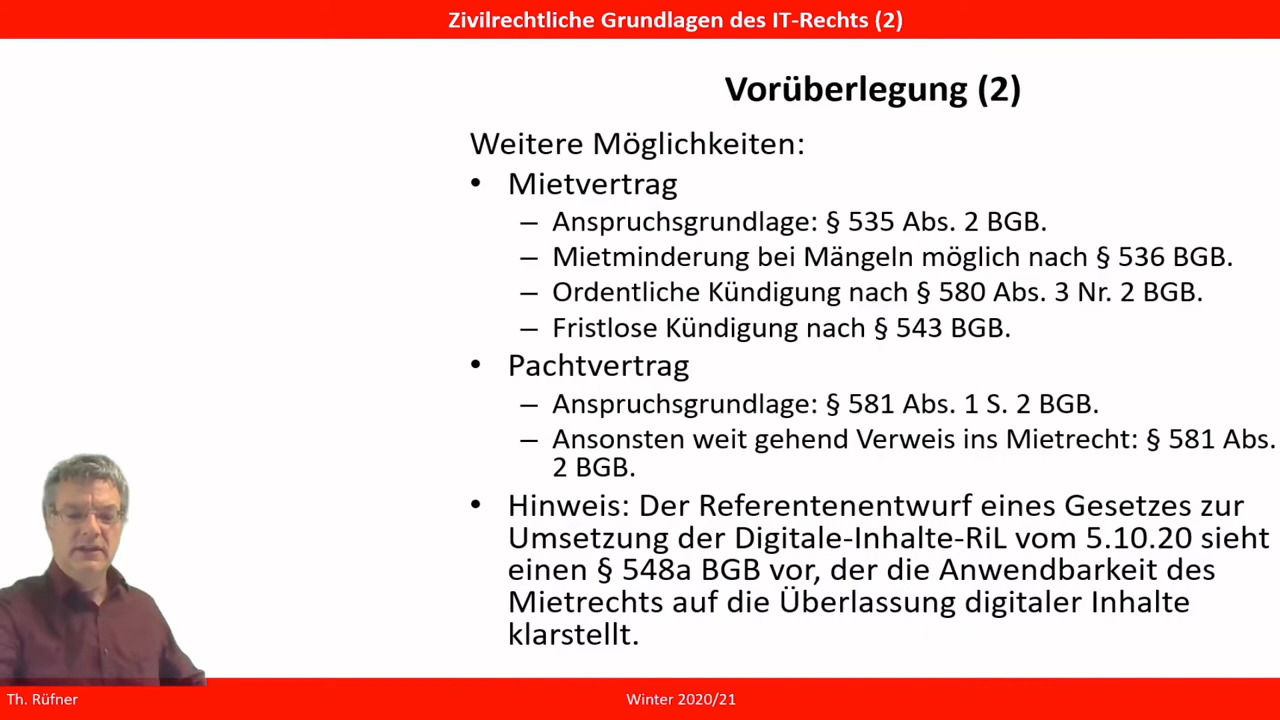 Zivilrechtliche Grundlagen des IT-Rechts (2)
Vorüberlegung (2)
Weitere Möglichkeiten:
• Mietvertrag
– Anspruchsgrundlage: § 535 Abs. 2 BGB.
– Mietminderung bei Mängeln möglich nach § 536 BGB.
– Ordentliche Kündigung nach § 580 Abs. 3 Nr. 2 BGB.
– Fristlose Kündigung nach § 543 BGB.
• Pachtvertrag
– Anspruchsgrundlage: § 581 Abs. 1 S. 2 BGB.
– Ansonsten weit gehend Verweis ins Mietrecht: § 581 Abs.
2 BGB.
• Hinweis: Der Referentenentwurf eines Gesetzes zur
Umsetzung der Digitale-Inhalte-RiL vom 5.10.20 sieht
einen § 548a BGB vor, der die Anwendbarkeit des
Mietrechts auf die Überlassung digitaler Inhalte
klarstellt.
Th. Rüfner
Winter 2020/21